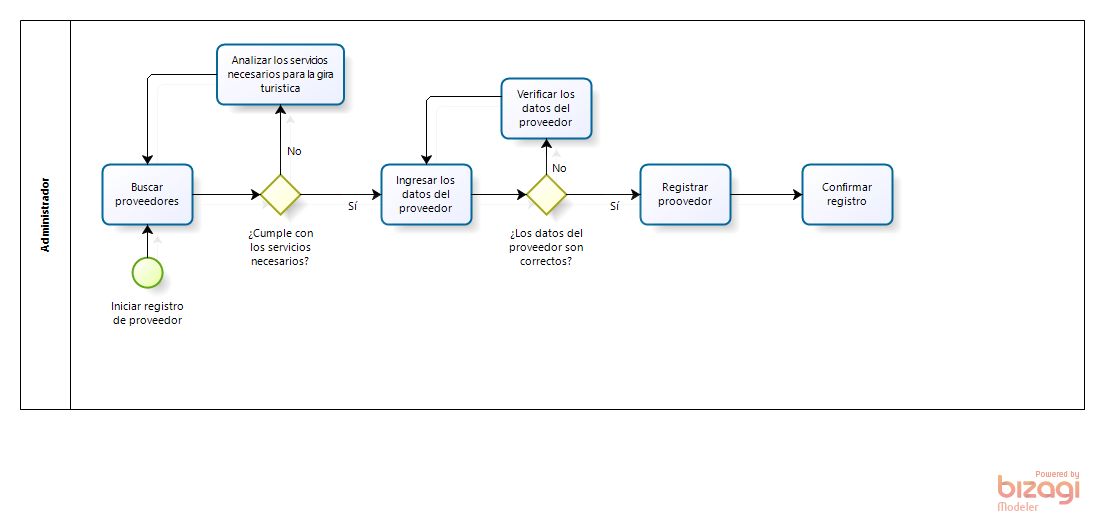 Administrador
Analizar los servicios
necesarios para la gira
turistica
Verificar los
datos del
proveedor
No
No
Buscar
proveedores
Ingresar los
datos del
proveedor
Registrar
proovedor
Confirmar
registro
Sí
Sí
¿Cumple con
los servicios
necesarios?
¿Los datos del
proveedor son
correctos?
Iniciar registro
de proveedor
Powered by
bizagi
Modeler